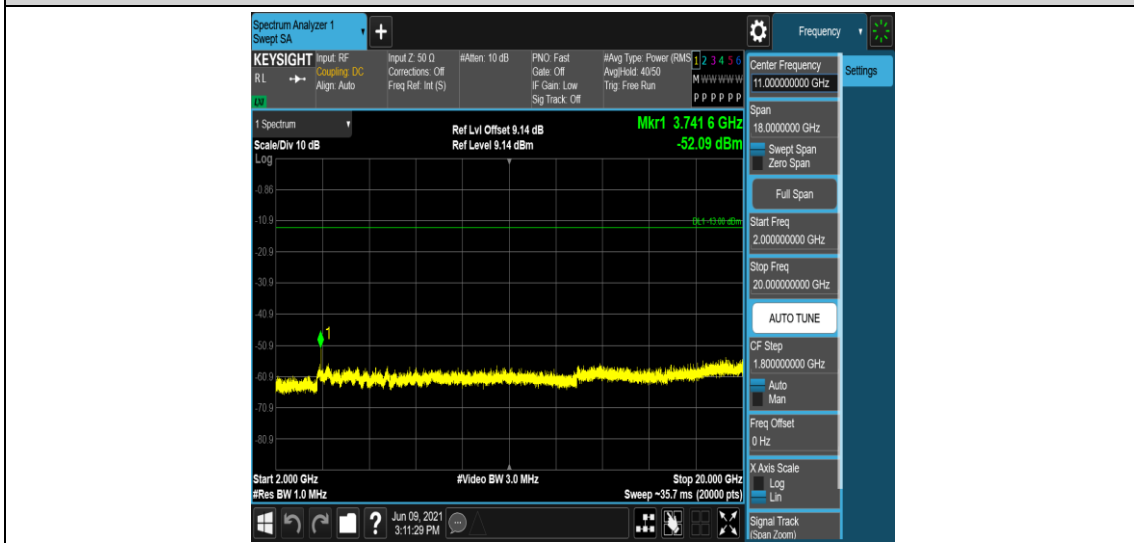 Spectrum Analyzer 1
Swept SA
+
Frequency
KEYSIGHT
RL
LXI
Input: RF
Coupling: DC
Align: Auto
Input Z: 50 Ω
Corrections: Off
Freq Ref: Int (S)
#Atten: 10 dB
PNO: Fast
Gate: Off
IF Gain: Low
Sig Track: Off
#Avg Type: Power (RMS
Avg|Hold: 40/50
Trig: Free Run
1 2 3 4 5 6
M W W W W W
P P P P P P
Center Frequency
11.000000000 GHz
Settings
1 Spectrum
Ref Lvl Offset 9.14 dB
Mkr1 3.741 6 GHz
Scale/Div 10 dB
Ref Level 9.14 dBm
-52.09 dBm
Log
-0.86
-10.9
DL1 -13.00 dBm
-20.9
-30.9
-40.9
1
-50.9
-60.9
-70.9
-80.9
Start 2.000 GHz
#Video BW 3.0 MHz
Stop 20.000 GHz
#Res BW 1.0 MHz
Sweep ~35.7 ms (20000 pts)
Span
18.0000000 GHz
Swept Span
Zero Span
Full Span
Start Freq
2.000000000 GHz
Stop Freq
20.000000000 GHz
AUTO TUNE
CF Step
1.800000000 GHz
Auto
Man
Freq Offset
0 Hz
X Axis Scale
Log
Lin
Signal Track
(Span Zoom)
?
Jun 09, 2021
3:11:29 PM